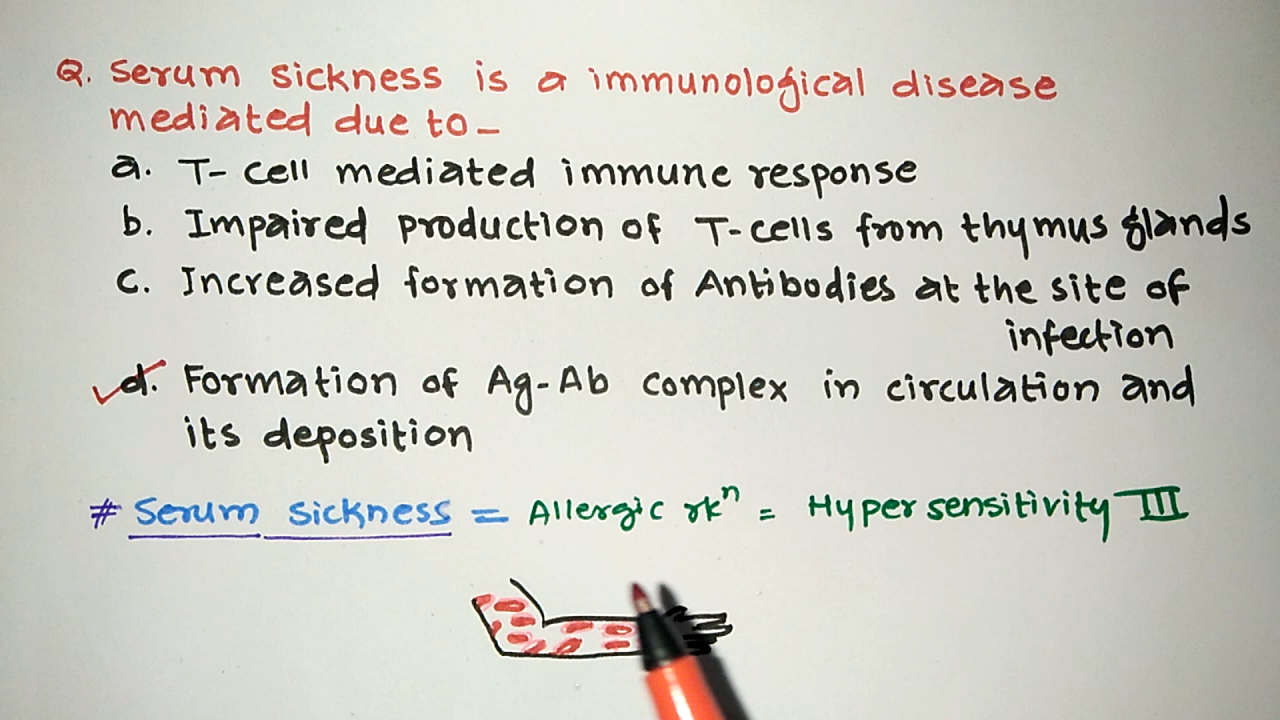 Q. Serum sickness is a immunological disease
mediated due to-
a. T-cell mediated immune response
b. Impaired production of T-cells from thymus glands
c. Increased formation of Antibodies at the site of
infection
d. Formation of Ag-Ab complex in circulation and
its deposition
# Serum sickness = Allergic rxⁿ = Hypersensitivity III